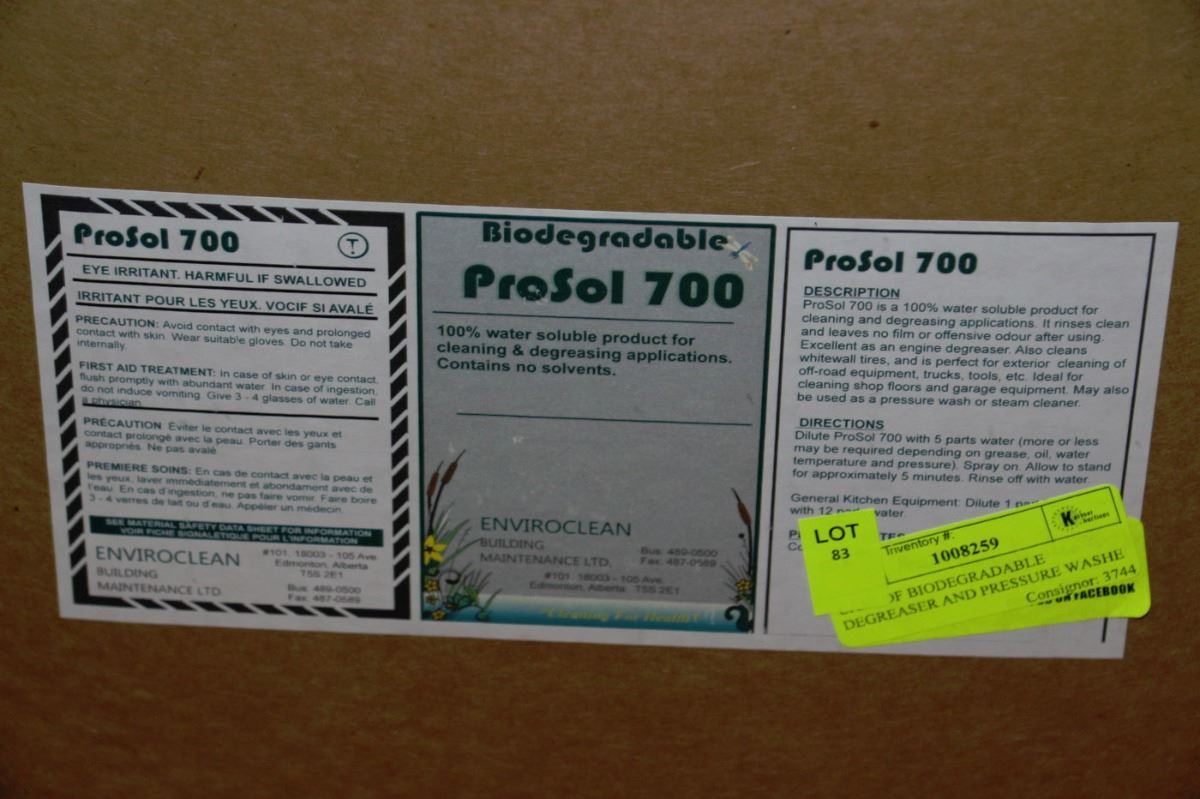 ProSol 700
T
EYE IRRITANT. HARMFUL IF SWALLOWED
IRRITANT POUR LES YEUX. VOCIF SI AVALÉ
PRECAUTION: Avoid contact with eyes and prolonged
contact with skin. Wear suitable gloves. Do not take
internally.
FIRST AID TREATMENT: In case of skin or eye contact,
flush promptly with abundant water. In case of ingestion,
do not induce vomiting. Give 3 - 4 glasses of water. Call
a physician.
PRÉCAUTION: Éviter le contact avec les yeux et
contact prolongé avec la peau. Porter des gants
appropriés. Ne pas avalé.
PREMIERE SOINS: En cas de contact avec la peau et
les yeux, laver immédiatement et abondament avec de
l'eau. En cas d'ingestion, ne pas faire vomir. Faire boire
3 - 4 verres de lait ou d'eau. Appéler un médecin.
SEE MATERIAL SAFETY DATA SHEET FOR INFORMATION
VOIR FICHE SIGNALETIQUE POUR L'INFORMATION
ENVIROCLEAN
BUILDING
MAINTENANCE LTD.
#101, 18003 - 105 Ave.
Edmonton, Alberta
T5S 2E1
Bus: 489-0500
Fax: 487-0589
Biodegradable
ProSol 700
100% water soluble product for
cleaning & degreasing applications.
Contains no solvents.
ENVIROCLEAN
BUILDING
MAINTENANCE LTD.
Bus: 489-0500
Fax: 487-0589
#101, 18003 - 105 Ave.
Edmonton, Alberta T5S 2E1
"Cleaning For Health"
ProSol 700
DESCRIPTION
ProSol 700 is a 100% water soluble product for
cleaning and degreasing applications. It rinses clean
and leaves no film or offensive odour after using.
Excellent as an engine degreaser. Also cleans
whitewall tires, and is perfect for exterior cleaning of
off-road equipment, trucks, tools, etc. Ideal for
cleaning shop floors and garage equipment. May also
be used as a pressure wash or steam cleaner.
DIRECTIONS
Dilute ProSol 700 with 5 parts water (more or less
may be required depending on grease, oil, water
temperature and pressure). Spray on. Allow to stand
for approximately 5 minutes. Rinse off with water.
General Kitchen Equipment: Dilute 1
with 12 water.
LOT
83
Inventory #:
1008259
OF BIODEGRADABLE
DEGREASER AND PRESSURE WASHE
Consignor: 3744
ON FACEBOOK